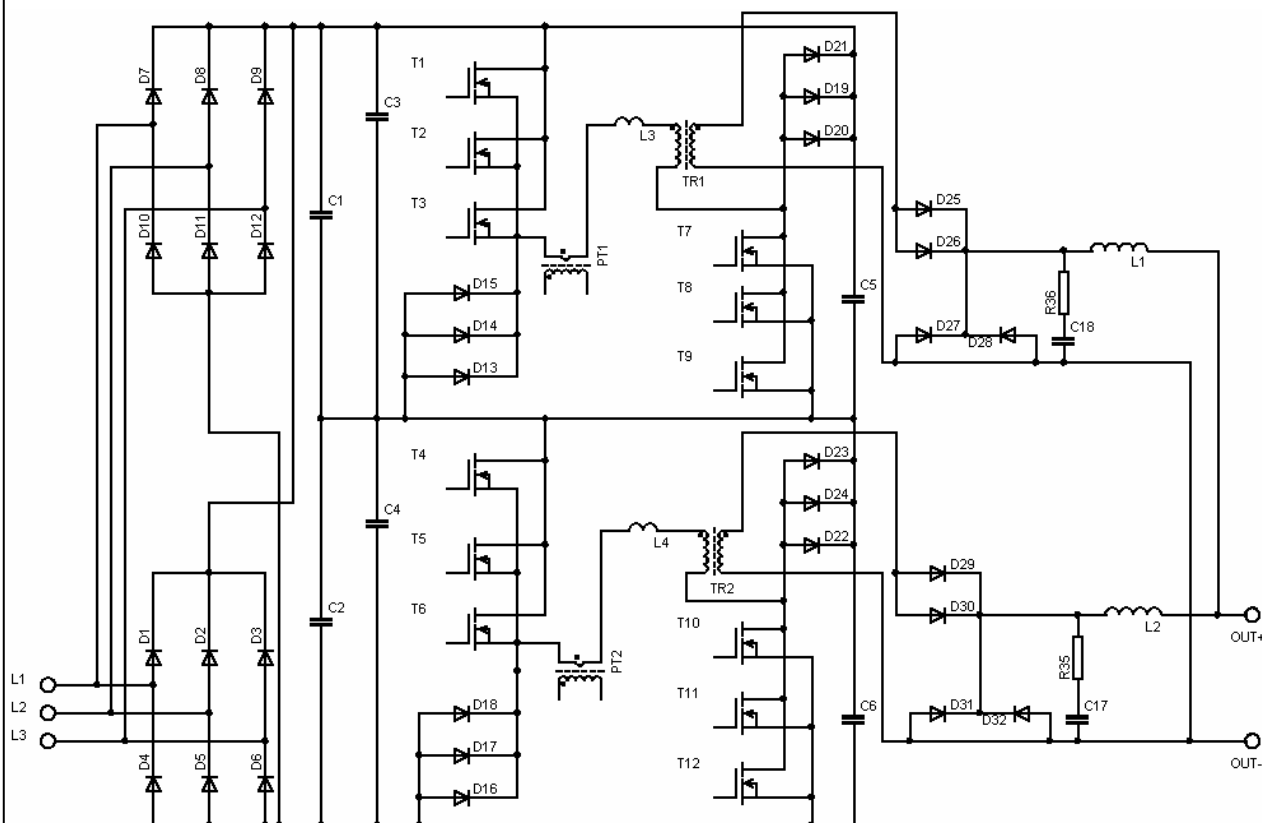 D7
D8
D9
T1
C3
D21
D19
D20
L3
T2
TR1
T3
C1
D10
D11
D12
D25
D26
T7
PT1
L1
D15
T8
C5
R36
D14
D27
D28
C18
T9
D13
T4
D23
D24
C4
T5
L4
D22
TR2
D29
T6
C2
D30
T10
L2
OUT+
D1
D2
D3
PT2
R35
L1
L2
L3
D18
T11
C6
D31
D32
C17
D17
T12
OUT-
D4
D5
D6
D16